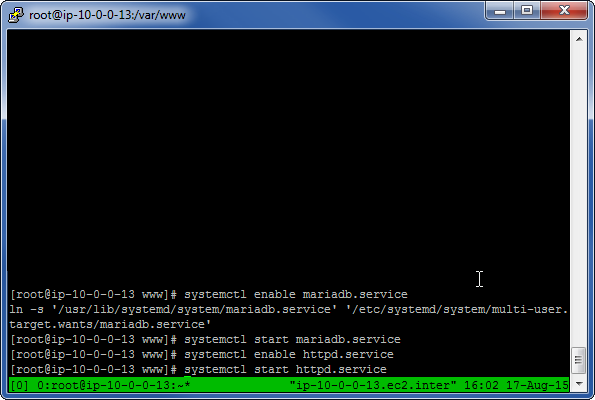 root@ip-10-0-0-13:/var/www
[root@ip-10-0-0-13 www]# systemctl enable mariadb.service
ln -s '/usr/lib/systemd/system/mariadb.service' '/etc/systemd/system/multi-user.
target.wants/mariadb.service'
[root@ip-10-0-0-13 www]# systemctl start mariadb.service
[root@ip-10-0-0-13 www]# systemctl enable httpd.service
[root@ip-10-0-0-13 www]# systemctl start httpd.service
[0] 0:root@ip-10-0-0-13:~* "ip-10-0-0-13.ec2.inter" 16:02 17-Aug-15